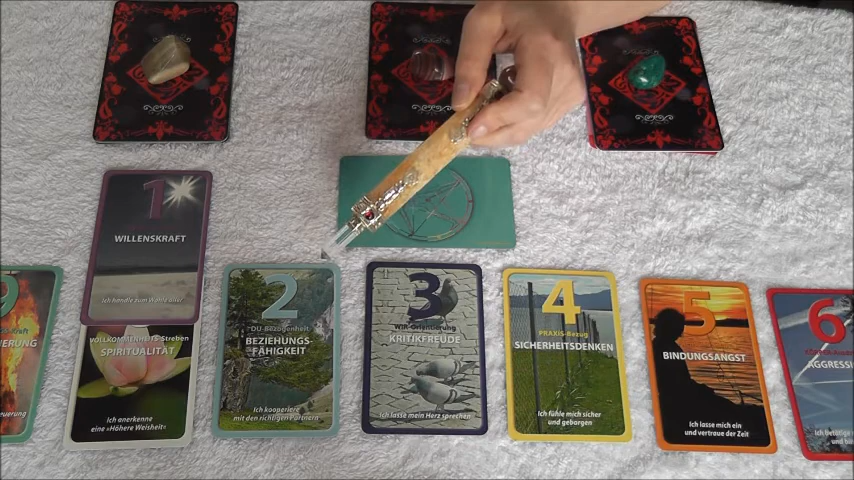 1
WILLENSKRAFT
Ich handle zum Wohle aller
VOLLKOMMENHEITS-Streben
SPIRITUALITÄT
Ich anerkenne
eine »Höhere Weisheit«
9
2
DU-Bezogenheit
BEZIEHUNGS-
FÄHIGKEIT
Ich kooperiere
mit den richtigen Partnern
3
WIR-Orientierung
KRITIKFREUDE
Ich lasse mein Herz sprechen
4
PRAXIS-Bezug
SICHERHEITSDENKEN
Ich fühle mich sicher
und geborgen
5
BINDUNGSANGST
Ich lasse mich ein
und vertraue der Zeit
6
AGGRESSI